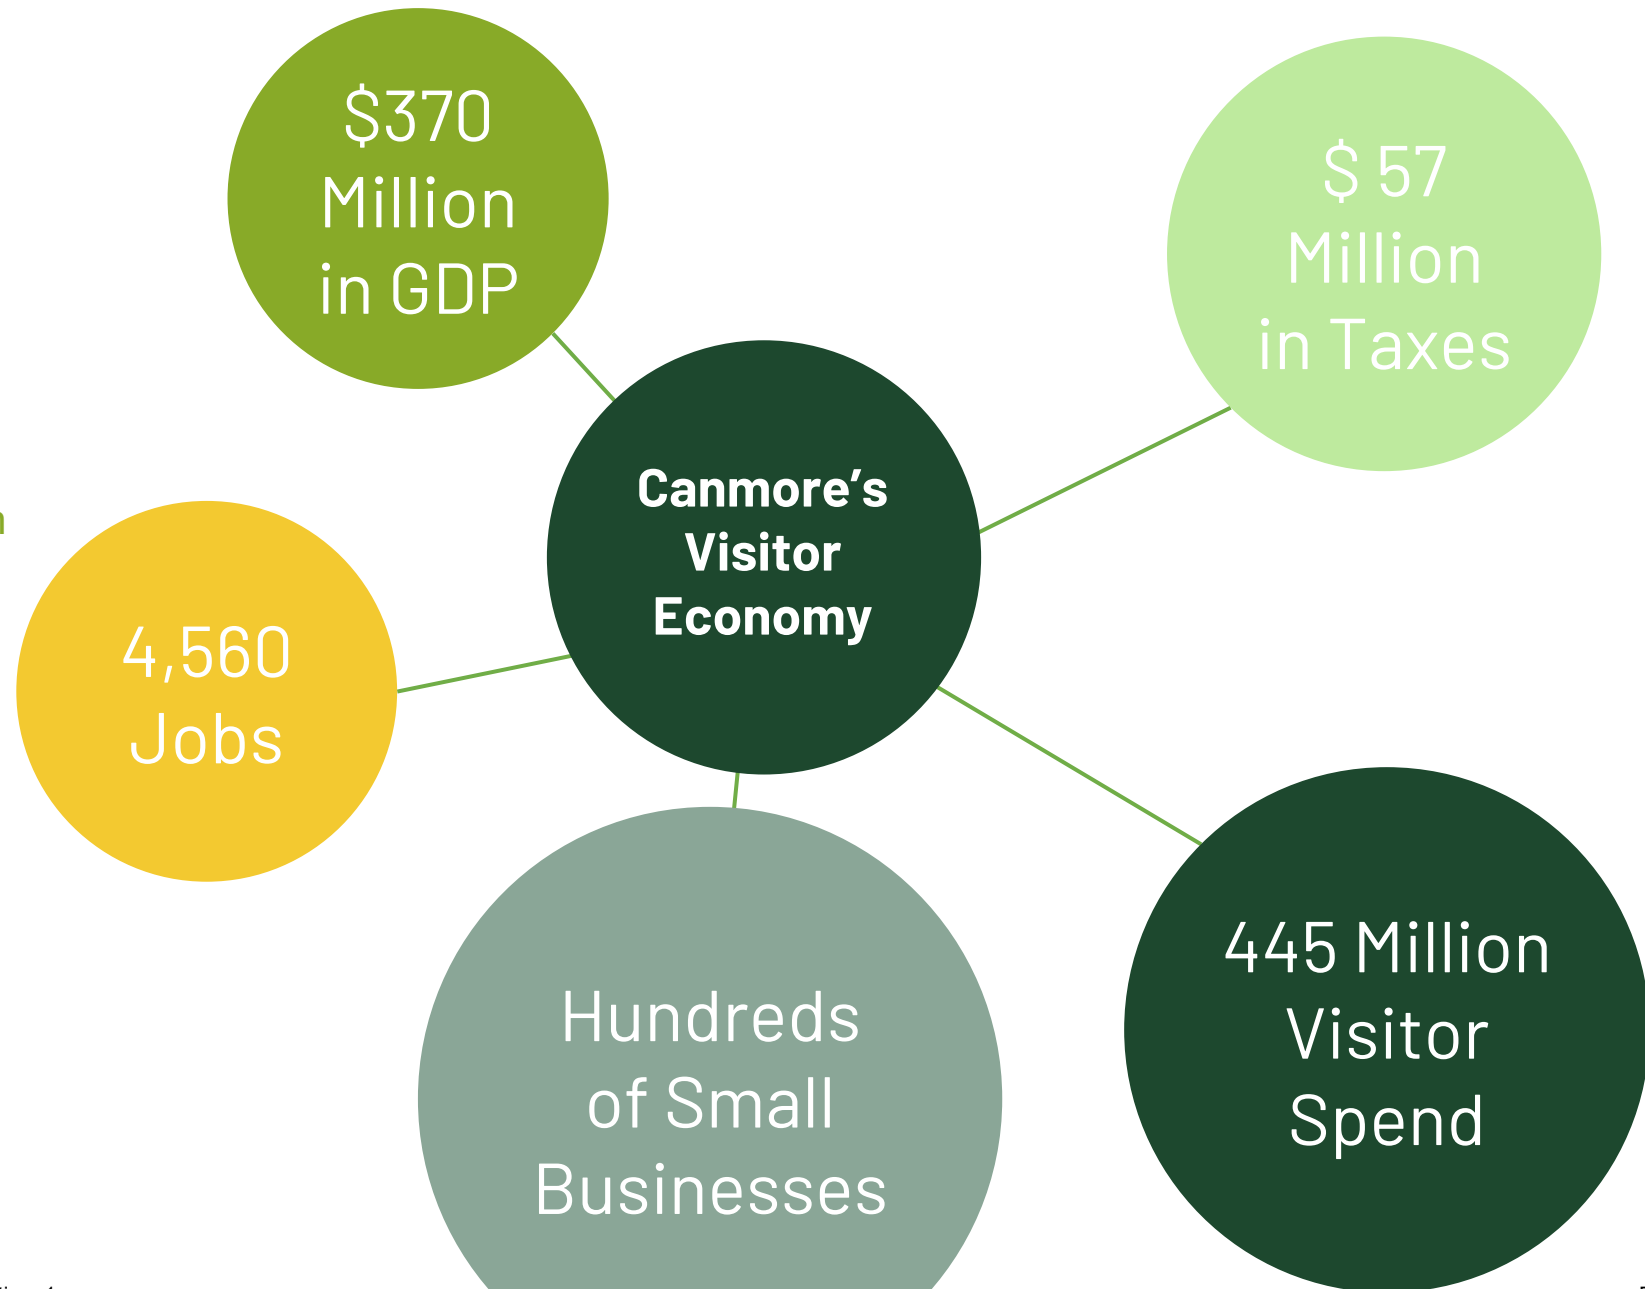 $370
Million
in GDP
$ 57
Million
in Taxes
Canmore’s
Visitor
Economy
4,560
Jobs
445 Million
Visitor
Spend
Hundreds
of Small
Businesses